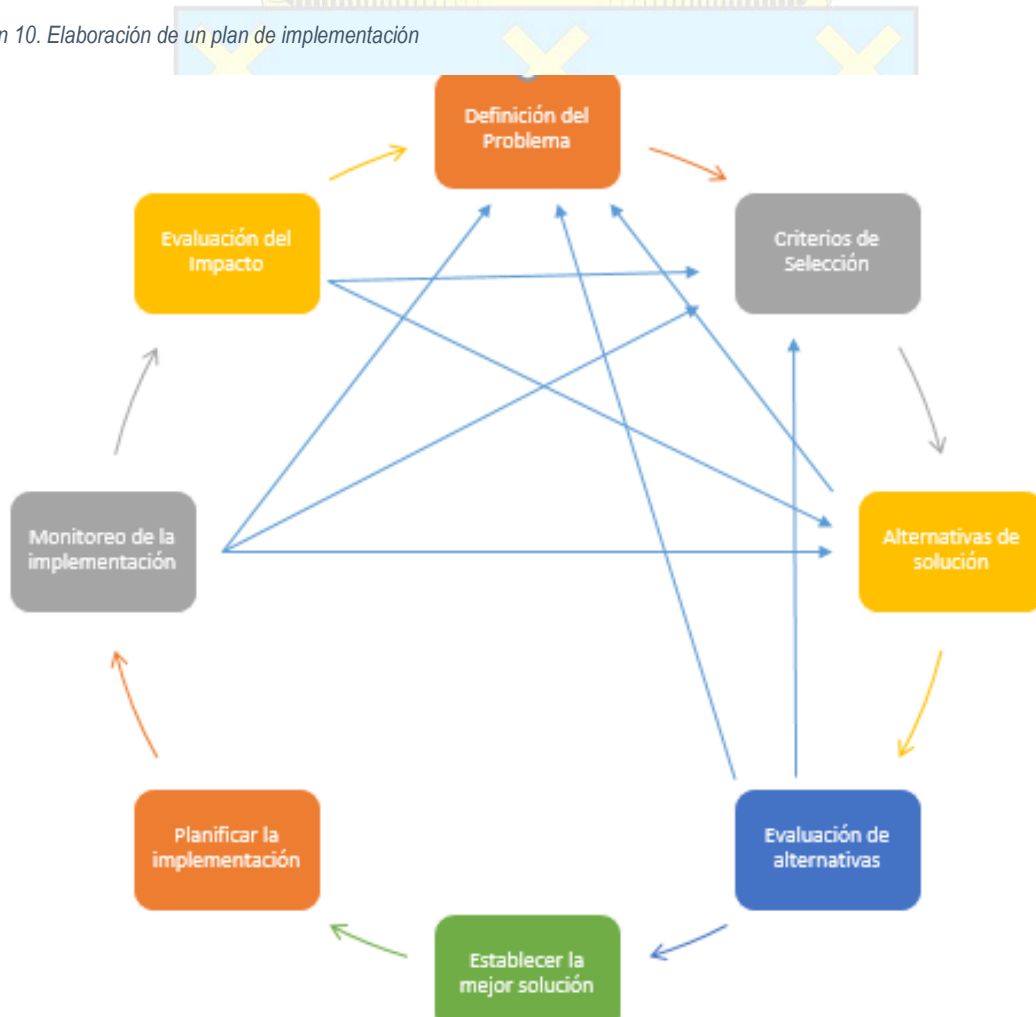 10. Elaboración de un plan de implementación
Definición del
Problema
Criterios de
Selección
Alternativas de
solución
Evaluación de
alternativas
Establecer la
mejor solución
Planificar la
implementación
Monitoreo de la
implementación
Evaluación del
Impacto